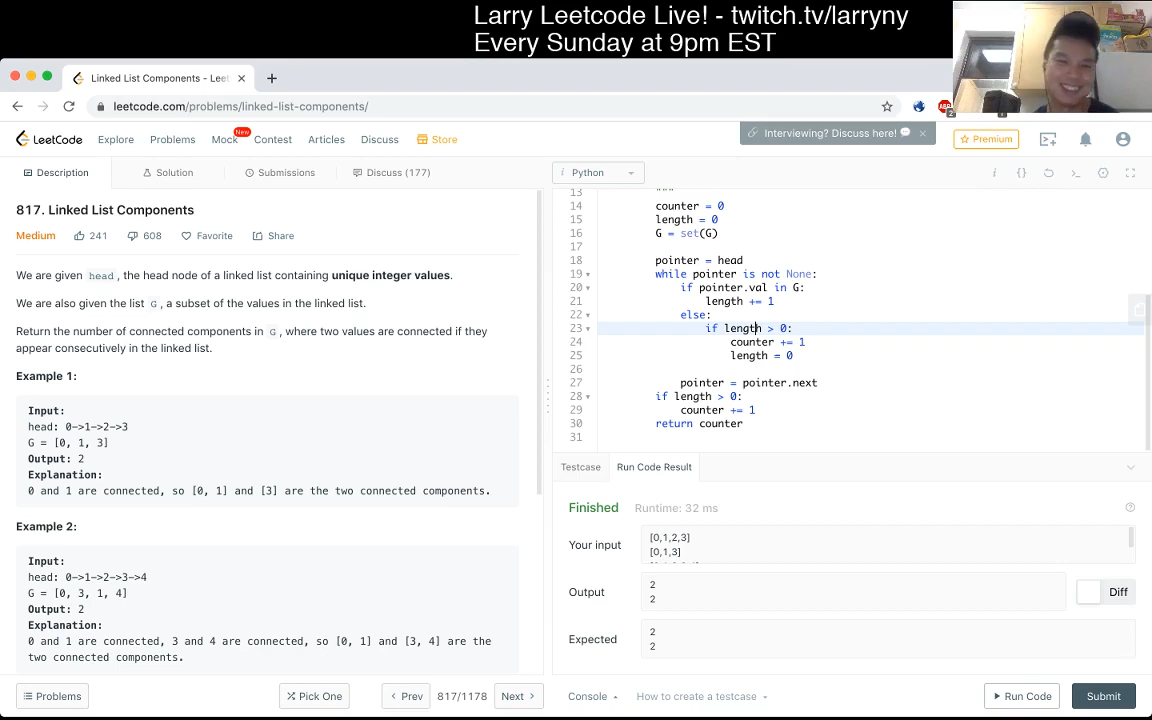 Larry Leetcode Live! - twitch.tv/larryny
Every Sunday at 9pm EST
Linked List Components - Leet
leetcode.com/problems/linked-list-components/
LeetCode
Explore
Problems
Mock
New
Contest
Articles
Discuss
Store
Interviewing? Discuss here!
Premium
Description
Solution
Submissions
Discuss (177)
i Python
817. Linked List Components
Medium
241
608
Favorite
Share
We are given head, the head node of a linked list containing unique integer values.
We are also given the list G, a subset of the values in the linked list.
Return the number of connected components in G, where two values are connected if they
appear consecutively in the linked list.
Example 1:
Input:
head: 0->1->2->3
G = [0, 1, 3]
Output: 2
Explanation:
0 and 1 are connected, so [0, 1] and [3] are the two connected components.
Example 2:
Input:
head: 0->1->2->3->4
G = [0, 3, 1, 4]
Output: 2
Explanation:
0 and 1 are connected, 3 and 4 are connected, so [0, 1] and [3, 4] are the
two connected components.
13 """
14 counter = 0
15 length = 0
16 G = set(G)
17
18 pointer = head
19 while pointer is not None:
20 if pointer.val in G:
21 length += 1
22 else:
23 if length > 0:
24 counter += 1
25 length = 0
26
27 pointer = pointer.next
28 if length > 0:
29 counter += 1
30 return counter
31
Testcase
Run Code Result
Finished
Runtime: 32 ms
Your input
[0,1,2,3]
[0,1,3]
Output
2
2
Diff
Expected
2
2
Problems
Pick One
Prev
817/1178
Next
Console
How to create a testcase
Run Code
Submit